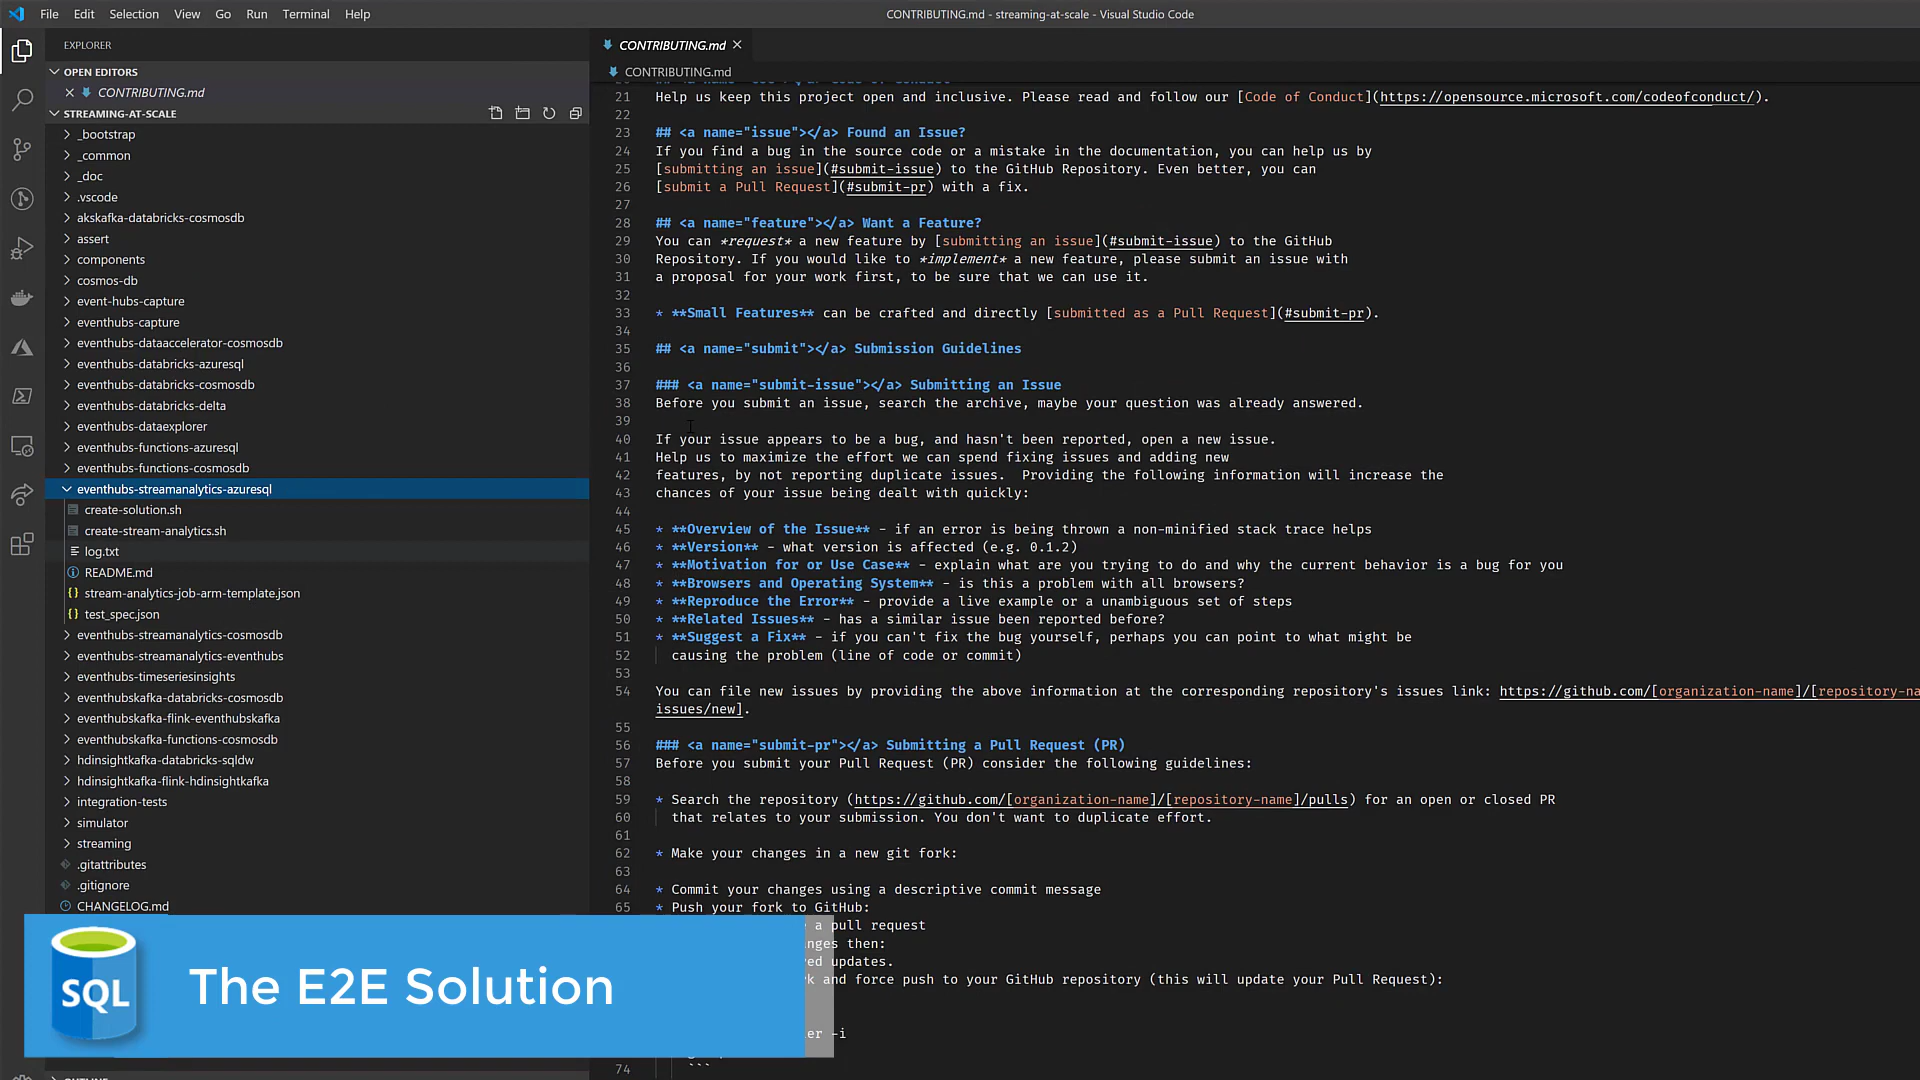 File Edit Selection View Go Run Terminal Help
CONTRIBUTING.md - streaming-at-scale - Visual Studio Code
EXPLORER
OPEN EDITORS
CONTRIBUTING.md
STREAMING-AT-SCALE
_bootstrap
_common
_doc
.vscode
akskafka-databricks-cosmosdb
assert
components
cosmos-db
event-hubs-capture
eventhubs-capture
eventhubs-dataaccelerator-cosmosdb
eventhubs-databricks-azuresql
eventhubs-databricks-cosmosdb
eventhubs-databricks-delta
eventhubs-dataexplorer
eventhubs-functions-azuresql
eventhubs-functions-cosmosdb
eventhubs-streamanalytics-azuresql
create-solution.sh
create-stream-analytics.sh
log.txt
README.md
stream-analytics-job-arm-template.json
test_spec.json
eventhubs-streamanalytics-cosmosdb
eventhubs-streamanalytics-eventhubs
eventhubs-timeseriesinsights
eventhubskafka-databricks-cosmosdb
eventhubskafka-flink-eventhubskafka
eventhubskafka-functions-cosmosdb
hdinsightkafka-databricks-sqldw
hdinsightkafka-flink-hdinsightkafka
integration-tests
simulator
streaming
.gitattributes
.gitignore
CHANGELOG.md
CONTRIBUTING.md
CONTRIBUTING.md
21 Help us keep this project open and inclusive. Please read and follow our [Code of Conduct](https://opensource.microsoft.com/codeofconduct/).
22
23 ## <a name="issue"></a> Found an Issue?
24 If you find a bug in the source code or a mistake in the documentation, you can help us by
25 [submitting an issue](#submit-issue) to the GitHub Repository. Even better, you can
26 [submit a Pull Request](#submit-pr) with a fix.
27
28 ## <a name="feature"></a> Want a Feature?
29 You can *request* a new feature by [submitting an issue](#submit-issue) to the GitHub
30 Repository. If you would like to *implement* a new feature, please submit an issue with
31 a proposal for your work first, to be sure that we can use it.
32
33 * **Small Features** can be crafted and directly [submitted as a Pull Request](#submit-pr).
34
35 ## <a name="submit"></a> Submission Guidelines
36
37 ### <a name="submit-issue"></a> Submitting an Issue
38 Before you submit an issue, search the archive, maybe your question was already answered.
39
40 If your issue appears to be a bug, and hasn't been reported, open a new issue.
41 Help us to maximize the effort we can spend fixing issues and adding new
42 features, by not reporting duplicate issues.  Providing the following information will increase the
43 chances of your issue being dealt with quickly:
44
45 * **Overview of the Issue** - if an error is being thrown a non-minified stack trace helps
46 * **Version** - what version is affected (e.g. 0.1.2)
47 * **Motivation for or Use Case** - explain what are you trying to do and why the current behavior is a bug for you
48 * **Browsers and Operating System** - is this a problem with all browsers?
49 * **Reproduce the Error** - provide a live example or a unambiguous set of steps
50 * **Related Issues** - has a similar issue been reported before?
51 * **Suggest a Fix** - if you can't fix the bug yourself, perhaps you can point to what might be
52 causing the problem (line of code or commit)
53
54 You can file new issues by providing the above information at the corresponding repository's issues link: https://github.com/[organization-name]/[repository-na
issues/new].
55
56 ### <a name="submit-pr"></a> Submitting a Pull Request (PR)
57 Before you submit your Pull Request (PR) consider the following guidelines:
58
59 * Search the repository (https://github.com/[organization-name]/[repository-name]/pulls) for an open or closed PR
60 that relates to your submission. You don't want to duplicate effort.
61
62 * Make your changes in a new git fork:
63
64 * Commit your changes using a descriptive commit message
65 * Push your fork to GitHub:
a pull request
nges then:
ed updates.
k and force push to your GitHub repository (this will update your Pull Request):
er -i
74 ```
SQL
The E2E Solution